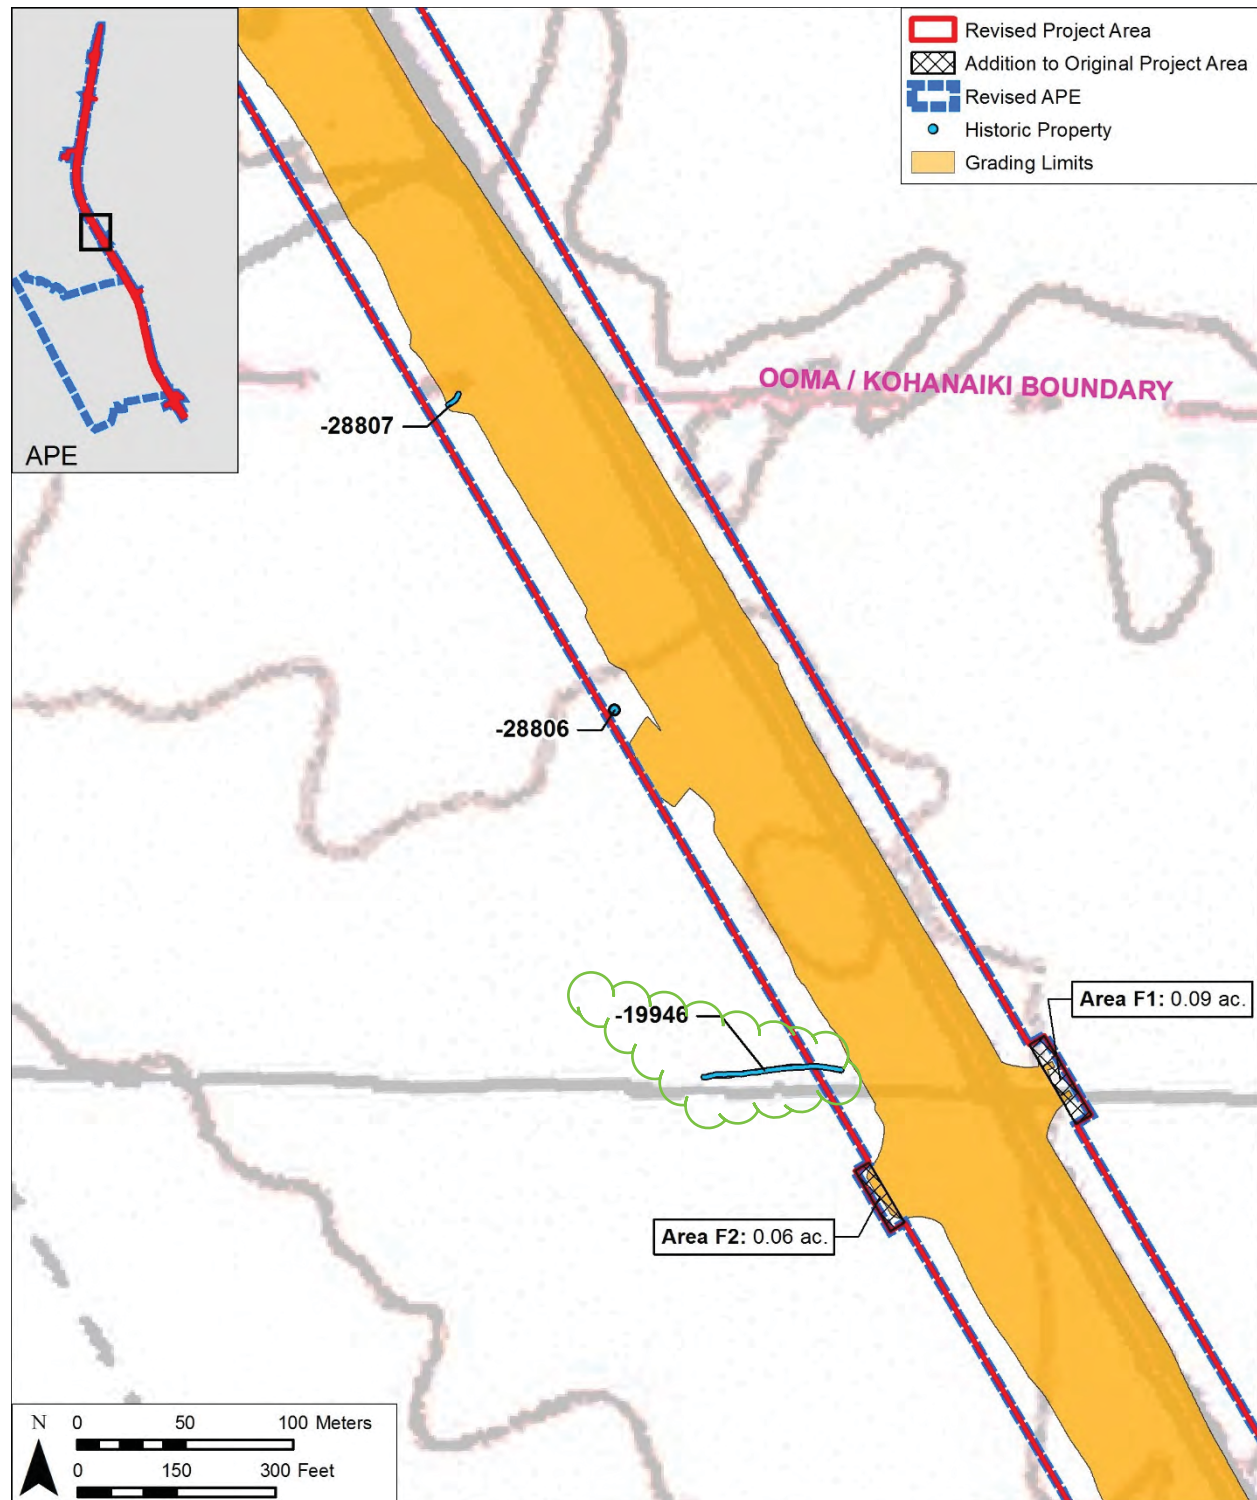 APE
Revised Project Area
Addition to Original Project Area
Revised APE
Historic Property
Grading Limits
OOMA / KOHANAIKI BOUNDARY
-28807
-28806
-19946
Area F1: 0.09 ac.
Area F2: 0.06 ac.
N 0 50 100 Meters
0 150 300 Feet